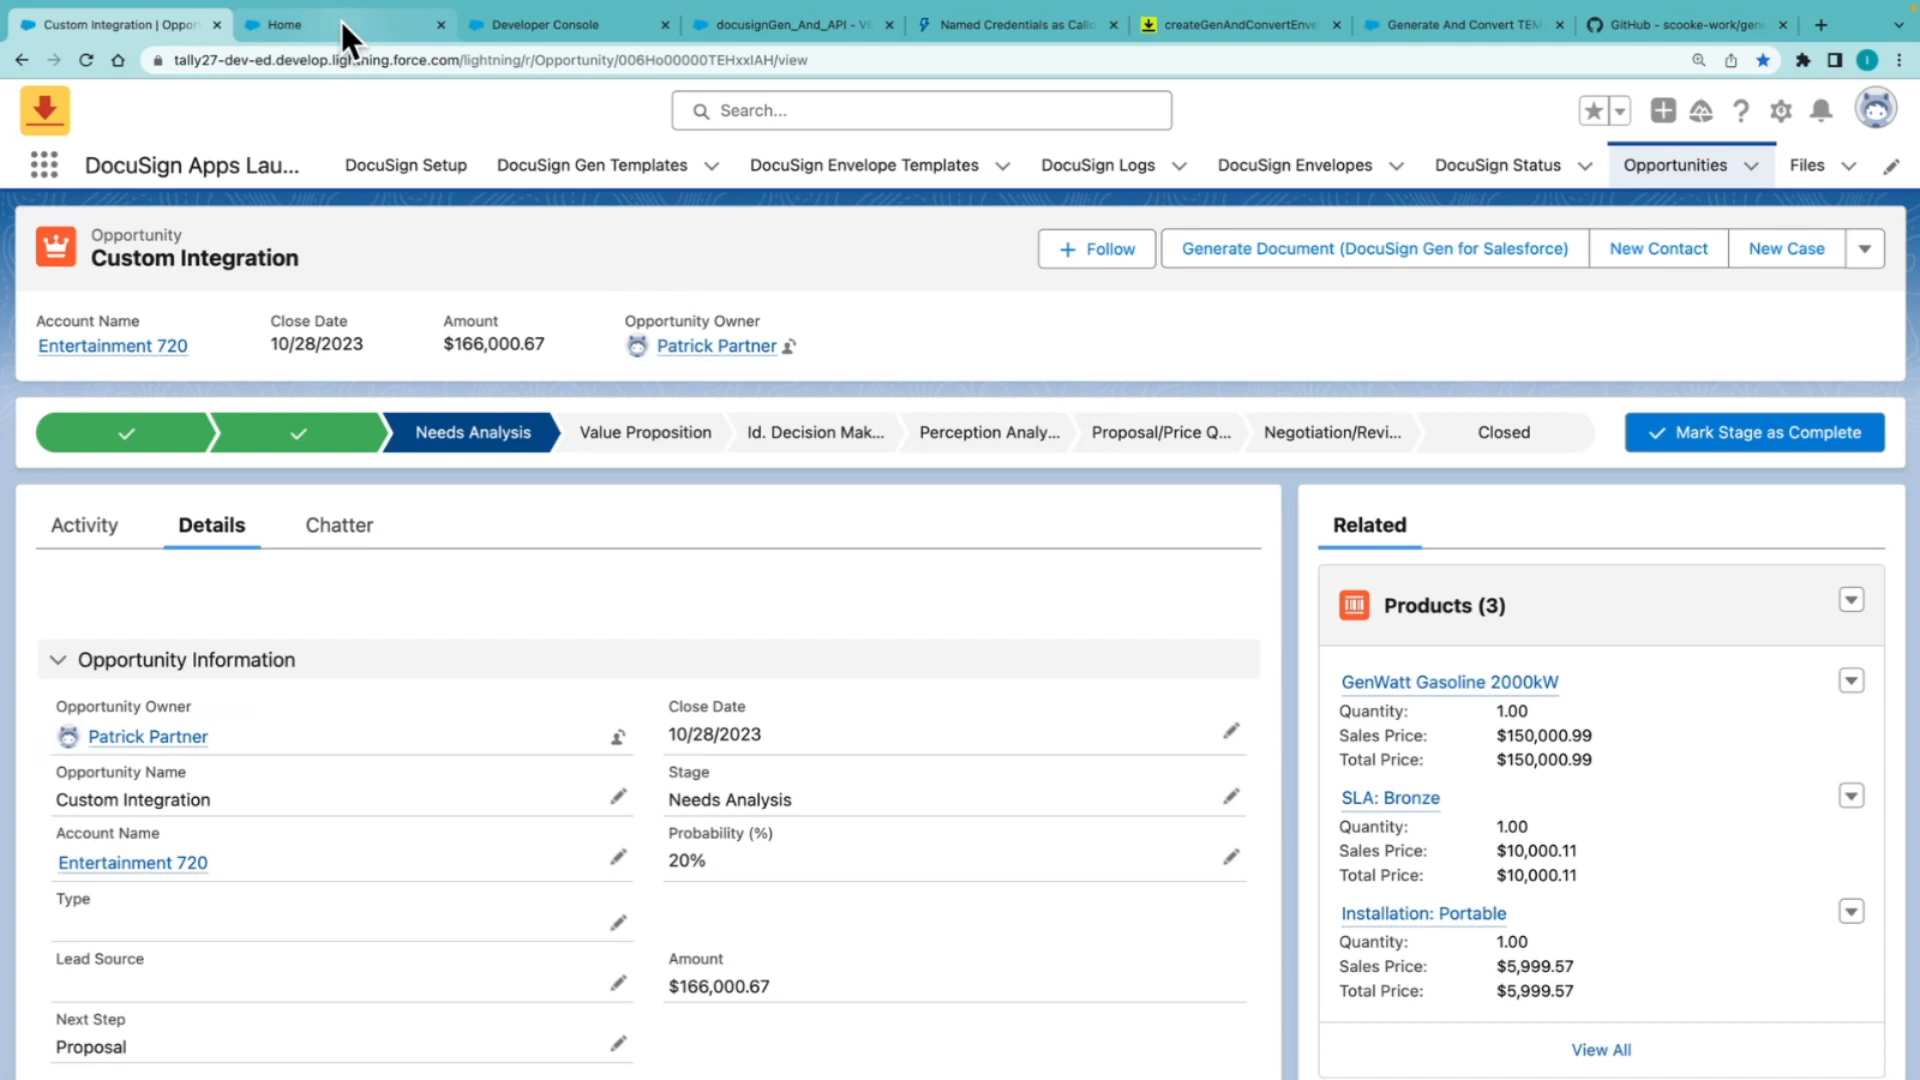 Custom Integration | Oppor
Home
Developer Console
docusignGen_And_API - V
Named Credentials as Callo
createGenAndConvertEnve
Generate And Convert TEM
GitHub - scooke-work/gen
tally27-dev-ed.develop.lightning.force.com/lightning/r/Opportunity/006Ho00000TEHxxIAH/view
I
Search...
DocuSign Apps Lau...
DocuSign Setup
DocuSign Gen Templates
DocuSign Envelope Templates
DocuSign Logs
DocuSign Envelopes
DocuSign Status
Opportunities
Files
Opportunity
Custom Integration
Follow
Generate Document (DocuSign Gen for Salesforce)
New Contact
New Case
Account Name
Close Date
Amount
Opportunity Owner
Entertainment 720
10/28/2023
$166,000.67
Patrick Partner
Needs Analysis
Value Proposition
Id. Decision Mak...
Perception Analy...
Proposal/Price Q...
Negotiation/Revi...
Closed
Mark Stage as Complete
Activity
Details
Chatter
Related
Products (3)
Opportunity Information
Opportunity Owner
Patrick Partner
Close Date
10/28/2023
Opportunity Name
Custom Integration
Stage
Needs Analysis
Account Name
Entertainment 720
Probability (%)
20%
Type
Lead Source
Amount
$166,000.67
Next Step
Proposal
GenWatt Gasoline 2000kW
Quantity: 1.00
Sales Price: $150,000.99
Total Price: $150,000.99
SLA: Bronze
Quantity: 1.00
Sales Price: $10,000.11
Total Price: $10,000.11
Installation: Portable
Quantity: 1.00
Sales Price: $5,999.57
Total Price: $5,999.57
View All